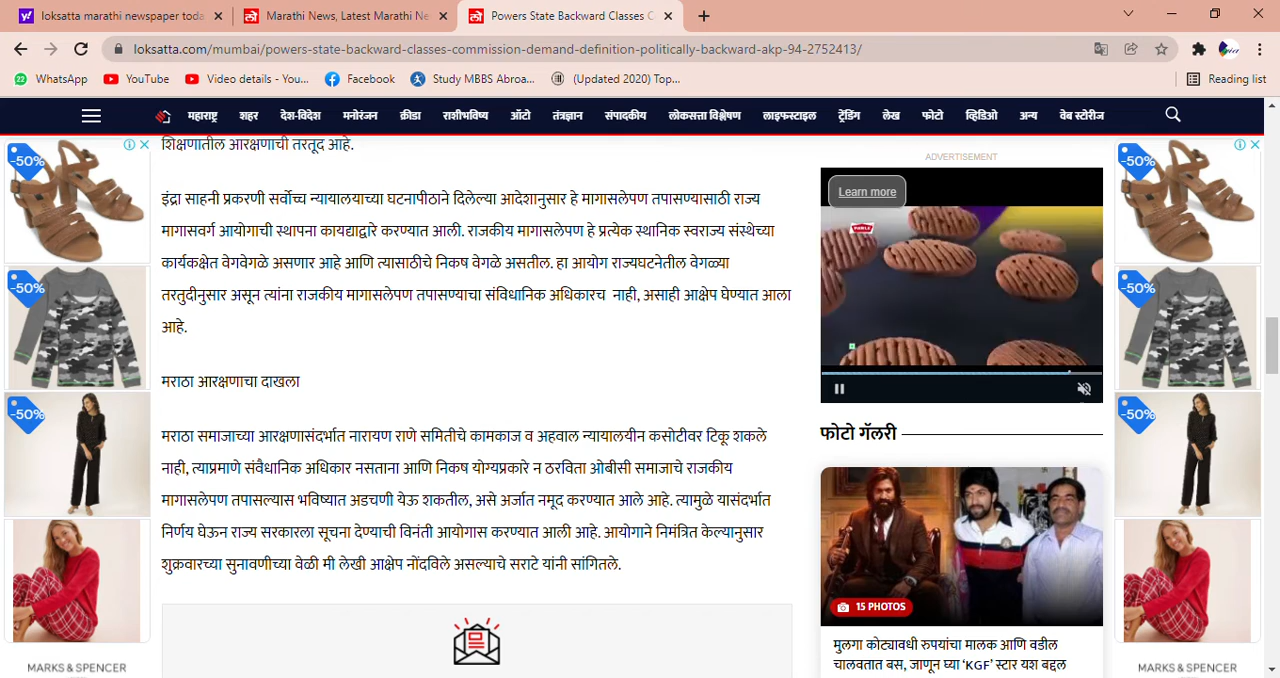 loksatta marathi newspaper toda
Marathi News, Latest Marathi Ne
Powers State Backward Classes C
loksatta.com/mumbai/powers-state-backward-classes-commission-demand-definition-politically-backward-akp-94-2752413/
WhatsApp
YouTube
Video details - You...
Facebook
Study MBBS Abroa...
(Updated 2020) Top...
Reading list
महाराष्ट्र शहर देश-विदेश मनोरंजन क्रीडा राशीभविष्य ऑटो तंत्रज्ञान संपादकीय लोकसत्ता विश्लेषण लाइफस्टाइल ट्रेंडिंग लेख फोटो व्हिडिओ अन्य वेब स्टोरीज
शिक्षणातील आरक्षणाची तरतूद आहे.
इंद्रा साहनी प्रकरणी सर्वोच्च न्यायालयाच्या घटनापीठाने दिलेल्या आदेशानुसार हे मागासलेपण तपासण्यासाठी राज्य
मागासवर्ग आयोगाची स्थापना कायद्याद्वारे करण्यात आली. राजकीय मागासलेपण हे प्रत्येक स्थानिक स्वराज्य संस्थेच्या
कार्यकक्षेत वेगवेगळे असणार आहे आणि त्यासाठीचे निकष वेगळे असतील. हा आयोग राज्यघटनेतील वेगळ्या
तरतुदीनुसार असून त्यांना राजकीय मागासलेपण तपासण्याचा संविधानिक अधिकारच नाही, असाही आक्षेप घेण्यात आला
आहे.
मराठा आरक्षणाचा दाखला
मराठा समाजाच्या आरक्षणासंदर्भात नारायण राणे समितीचे कामकाज व अहवाल न्यायालयीन कसोटीवर टिकू शकले
नाही, त्याप्रमाणे संवैधानिक अधिकार नसताना आणि निकष योग्यप्रकारे न ठरविता ओबीसी समाजाचे राजकीय
मागासलेपण तपासल्यास भविष्यात अडचणी येऊ शकतील, असे अर्जात नमूद करण्यात आले आहे. त्यामुळे यासंदर्भात
निर्णय घेऊन राज्य सरकारला सूचना देण्याची विनंती आयोगास करण्यात आली आहे. आयोगाने निमंत्रित केल्यानुसार
शुक्रवारच्या सुनावणीच्या वेळी मी लेखी आक्षेप नोंदविले असल्याचे सराटे यांनी सांगितले.
-50%
-50%
-50%
MARKS & SPENCER
ADVERTISEMENT
Learn more
PARLE
फोटो गॅलरी
15 PHOTOS
मुलगा कोट्यावधी रुपयांचा मालक आणि वडील
चालवतात बस, जाणून घ्या ‘KGF’ स्टार यश बद्दल
-50%
-50%
-50%
MARKS & SPENCER